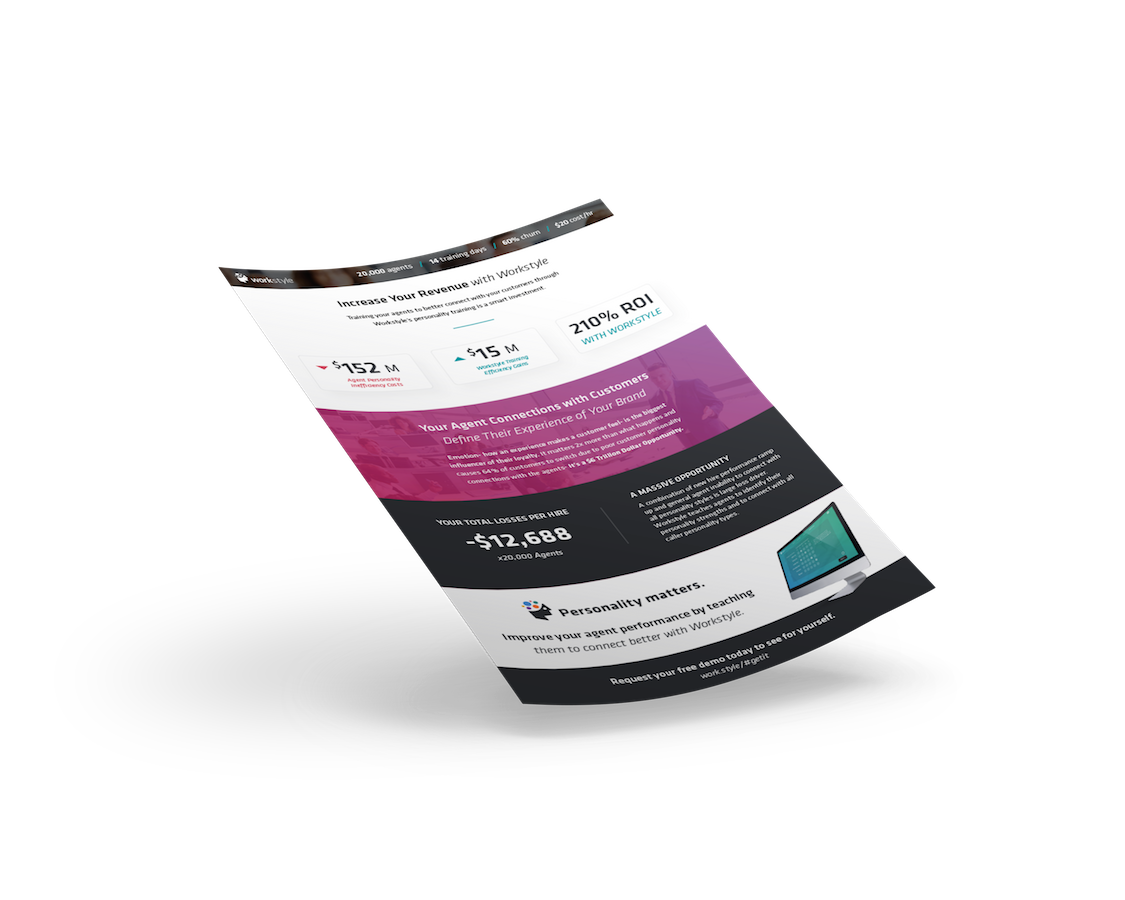 workstyle
20,000 agents / 14 training days / 60% churn / $20 cost/hr
Increase Your Revenue with Workstyle
Training your agents to better connect with your customers through
Workstyle's personality training is a smart investment.
$152 M
Agent Personality
Inefficiency Costs
$15 M
Workstyle Training
Efficiency Gains
210% ROI
WITH WORKSTYLE
Your Agent Connections with Customers
Define Their Experience of Your Brand
Emotion- how an experience makes a customer feel- is the biggest
influencer of their loyalty. It matters 2x more than what happens and
causes 64% of customers to switch due to poor customer personality
connections with the agents- It's a $6 Trillion Dollar Opportunity.
YOUR TOTAL LOSSES PER HIRE
-$12,688
x20,000 Agents
A MASSIVE OPPORTUNITY
A combination of new hire performance ramp
up and general agent inability to connect with
all personality styles is large loss driver.
Workstyle teaches agents to identify their
personality strengths and to connect with all
caller personality types.
Personality matters.
Improve your agent performance by teaching
them to connect better with Workstyle.
Request your free demo today to see for yourself.
work.style/#getit